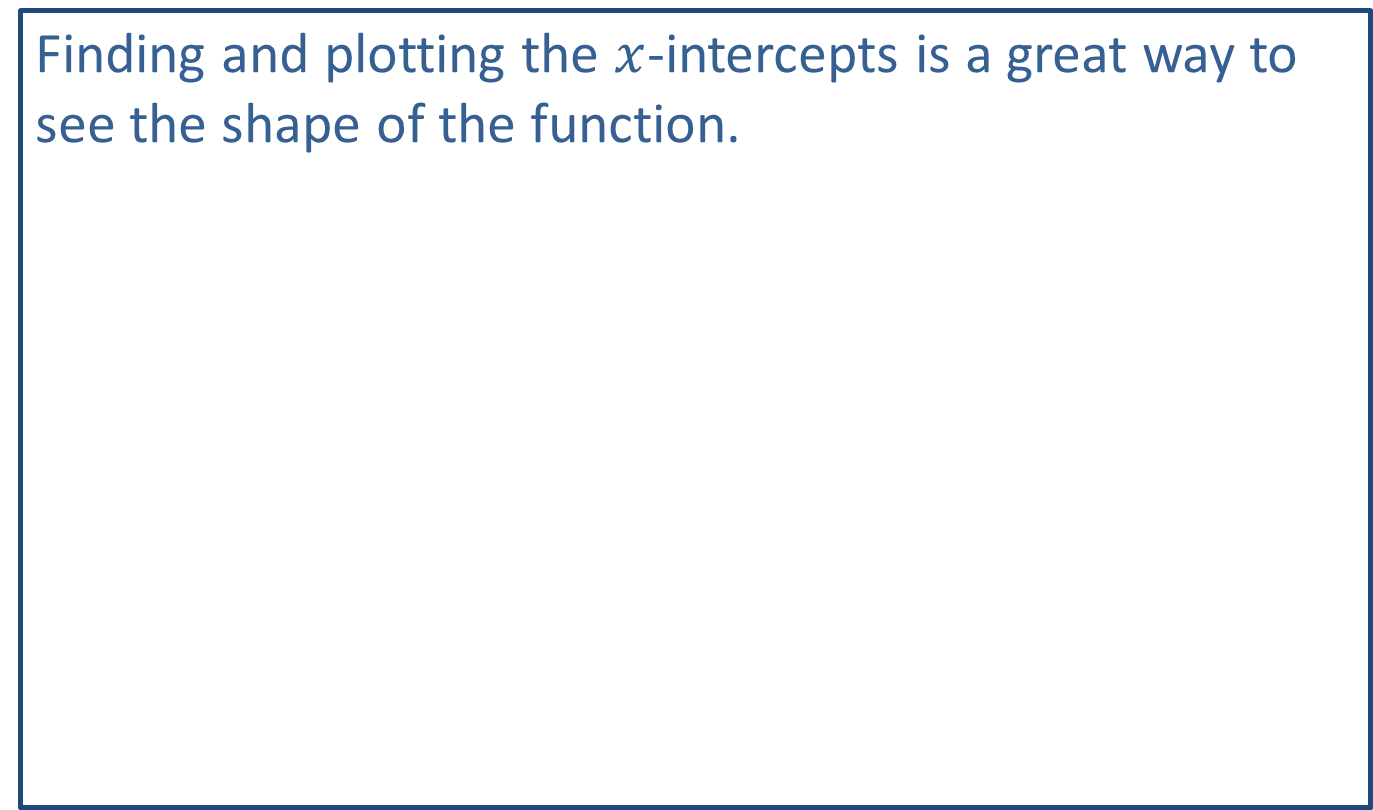 Finding and plotting the 𝑥-intercepts is a great way to
see the shape of the function.